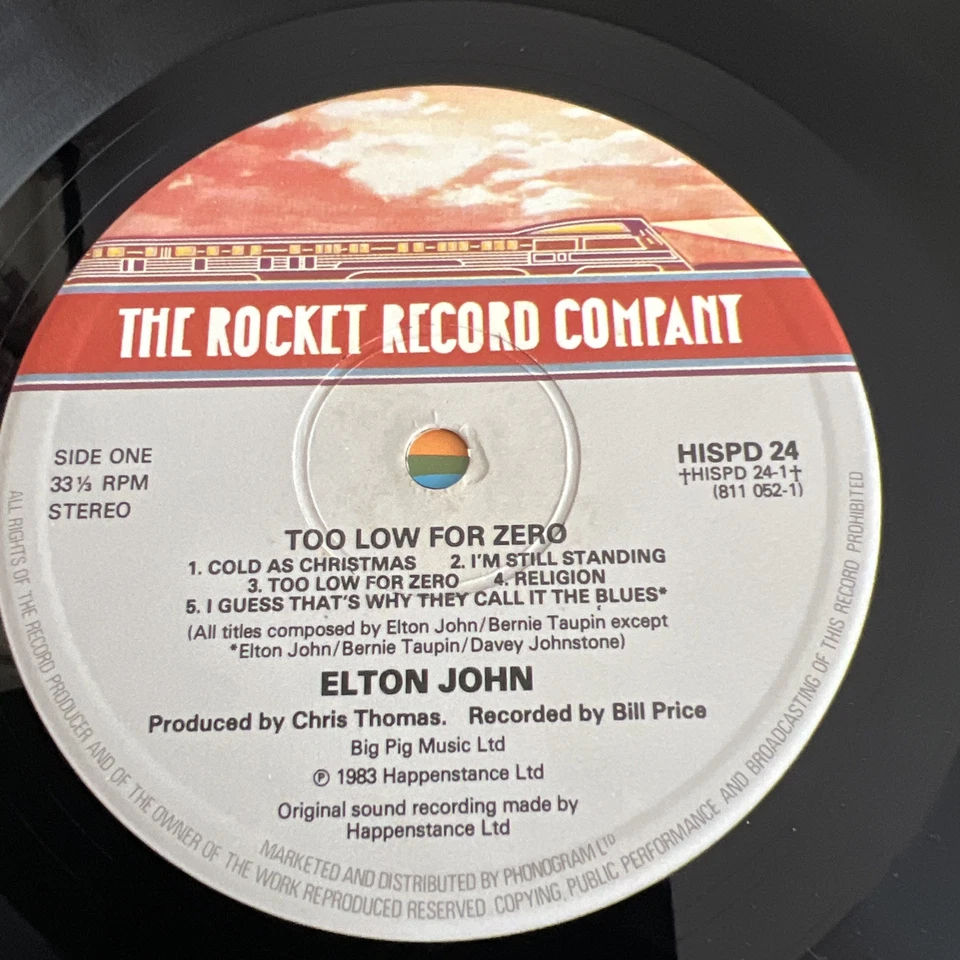 THE ROCKET RECORD COMPANY
SIDE ONE
33⅓ RPM
STEREO
HISPD 24
†HISPD 24-1†
(811 052-1)
TOO LOW FOR ZERO
1. COLD AS CHRISTMAS 2. I'M STILL STANDING
3. TOO LOW FOR ZERO 4. RELIGION
5. I GUESS THAT'S WHY THEY CALL IT THE BLUES*
(All titles composed by Elton John/Bernie Taupin except
*Elton John/Bernie Taupin/Davey Johnstone)
ELTON JOHN
Produced by Chris Thomas. Recorded by Bill Price
Big Pig Music Ltd
℗ 1983 Happenstance Ltd
Original sound recording made by
Happenstance Ltd
MARKETED AND DISTRIBUTED BY PHONOGRAM LTD
ALL RIGHTS OF THE RECORD PRODUCER AND OF THE OWNER OF THE WORK REPRODUCED RESERVED. COPYING, PUBLIC PERFORMANCE AND BROADCASTING OF THIS RECORD PROHIBITED